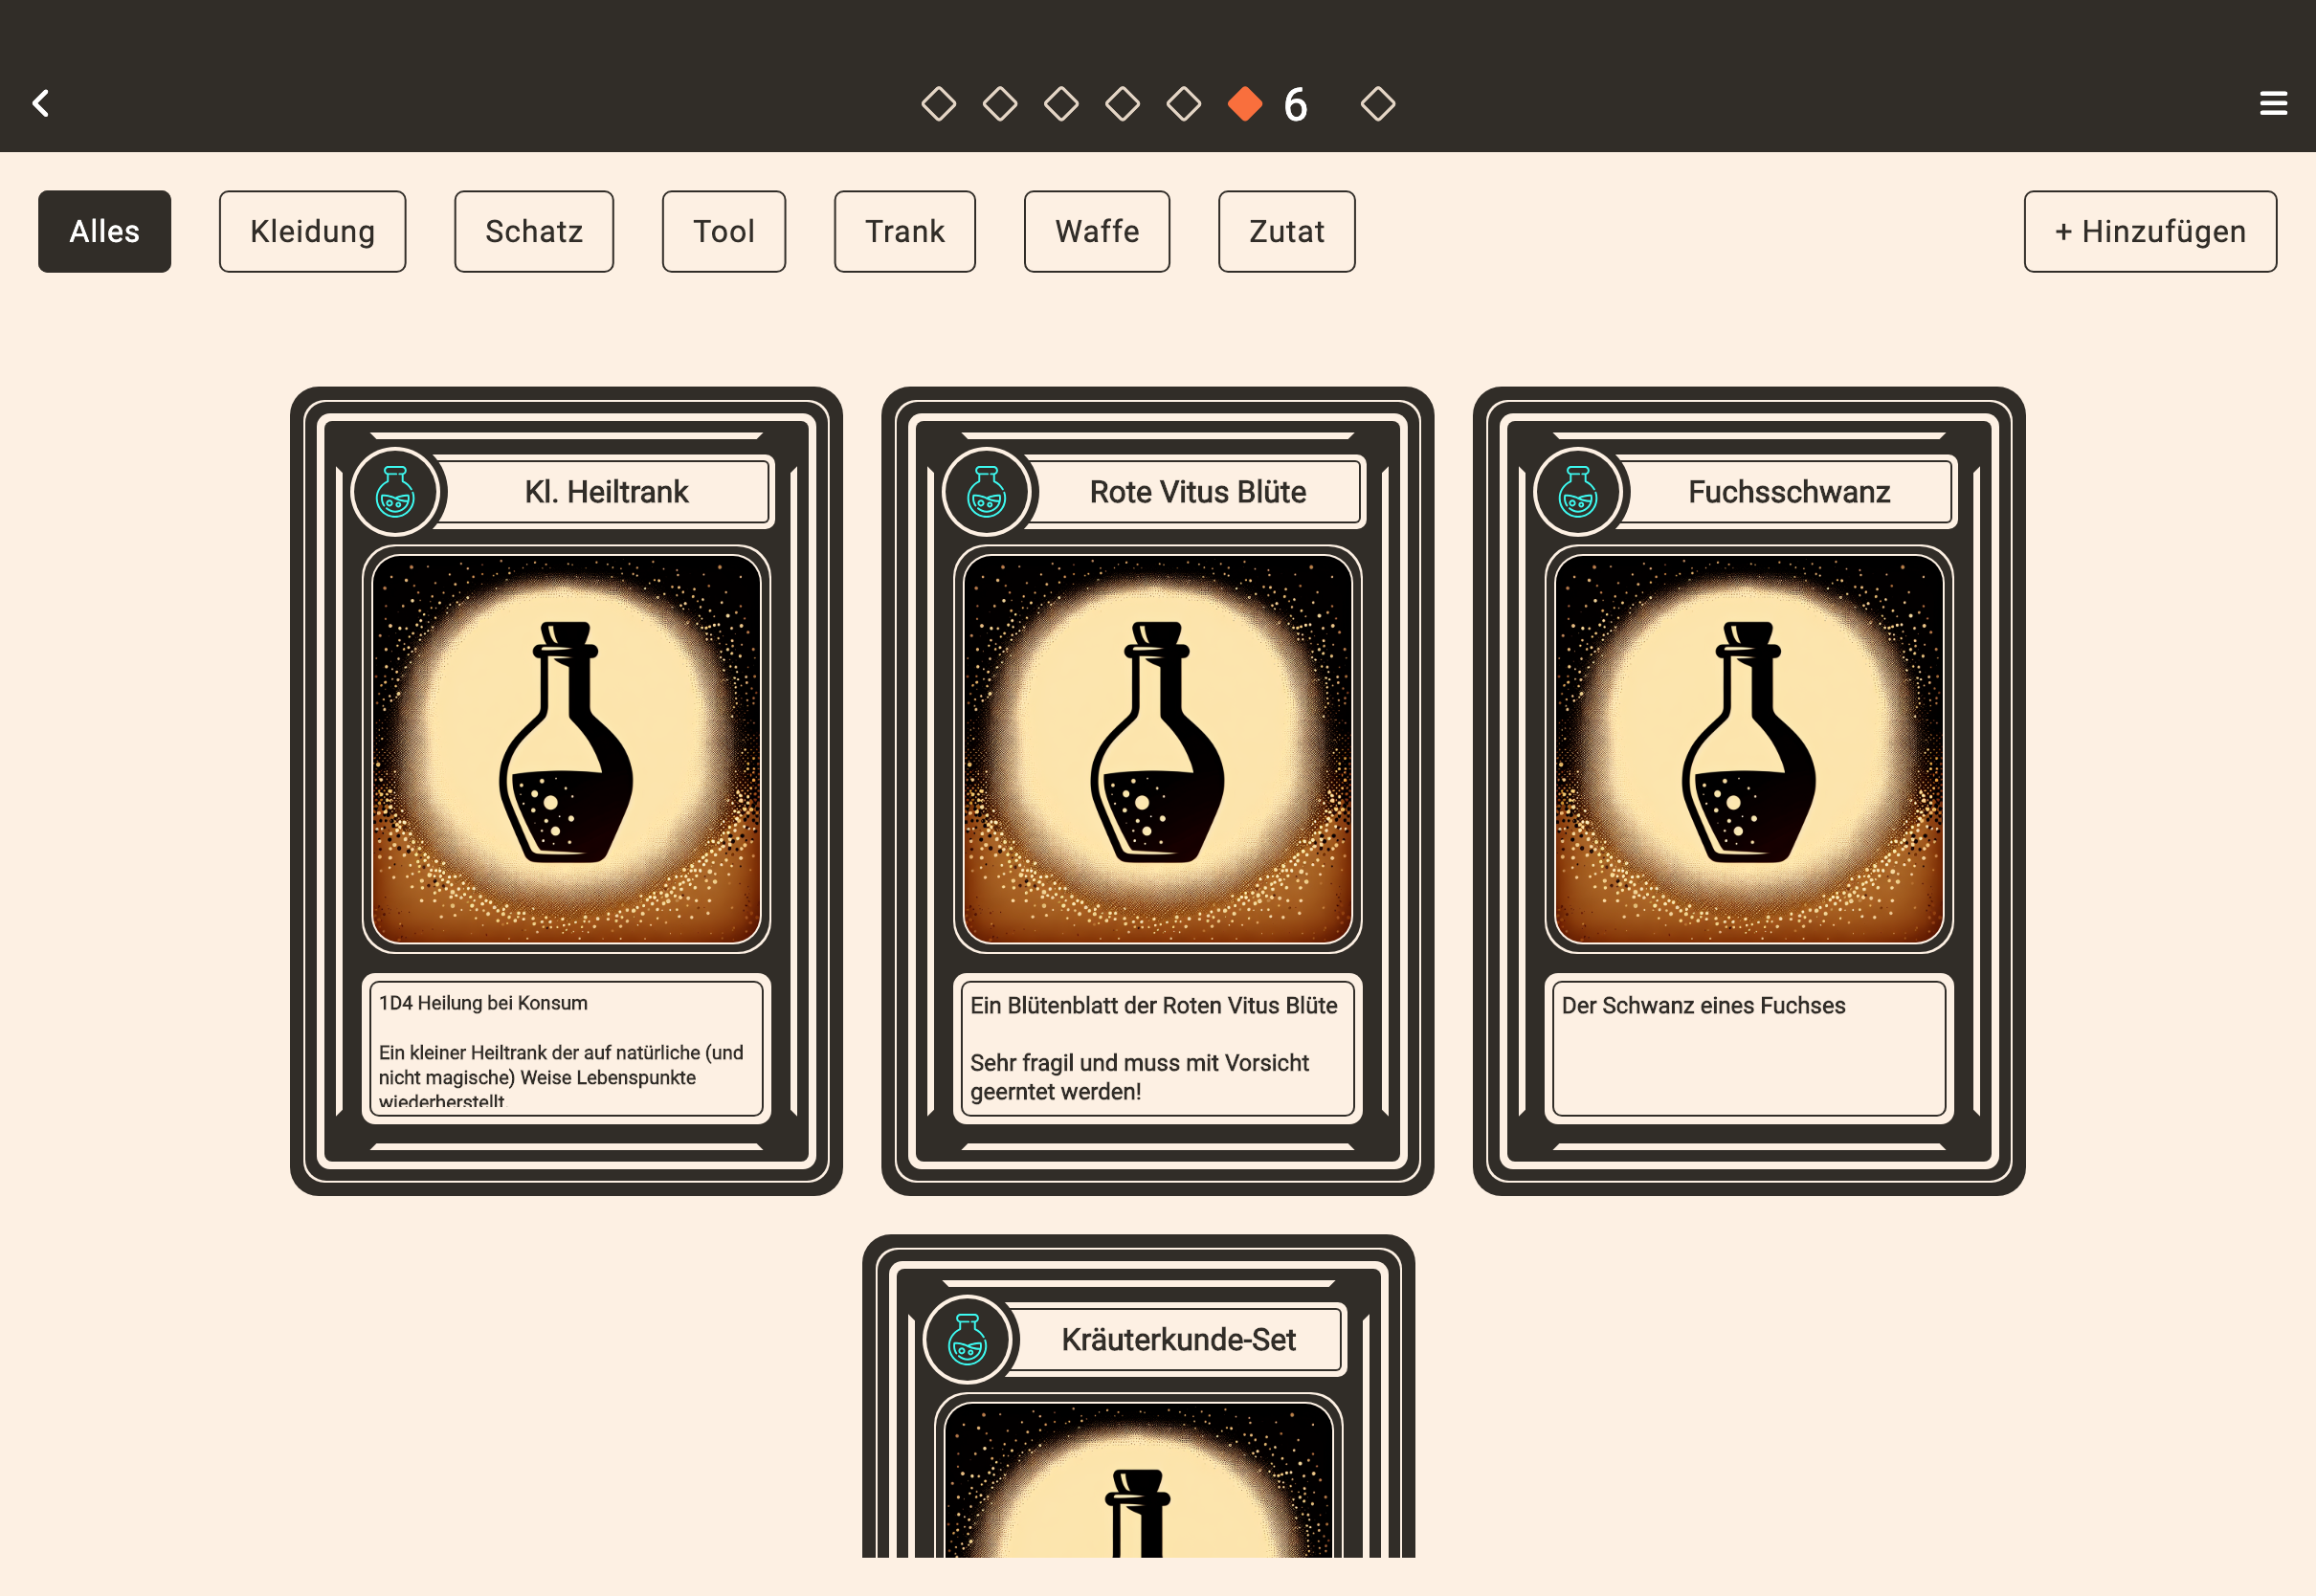 6
Alles
Kleidung
Schatz
Tool
Trank
Waffe
Zutat
+ Hinzufügen
Kl. Heiltrank
1D4 Heilung bei Konsum
Ein kleiner Heiltrank der auf natürliche (und
nicht magische) Weise Lebenspunkte
wiederherstellt.
Rote Vitus Blüte
Ein Blütenblatt der Roten Vitus Blüte
Sehr fragil und muss mit Vorsicht
geerntet werden!
Fuchsschwanz
Der Schwanz eines Fuchses
Kräuterkunde-Set